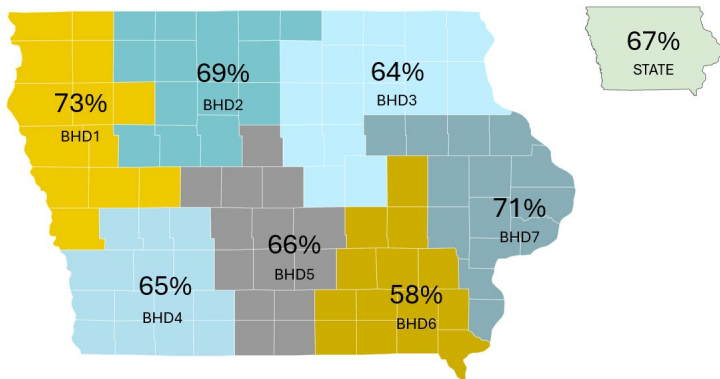 67%
STATE
69%
BHD2
64%
BHD3
73%
BHD1
71%
BHD7
66%
BHD5
65%
BHD4
58%
BHD6